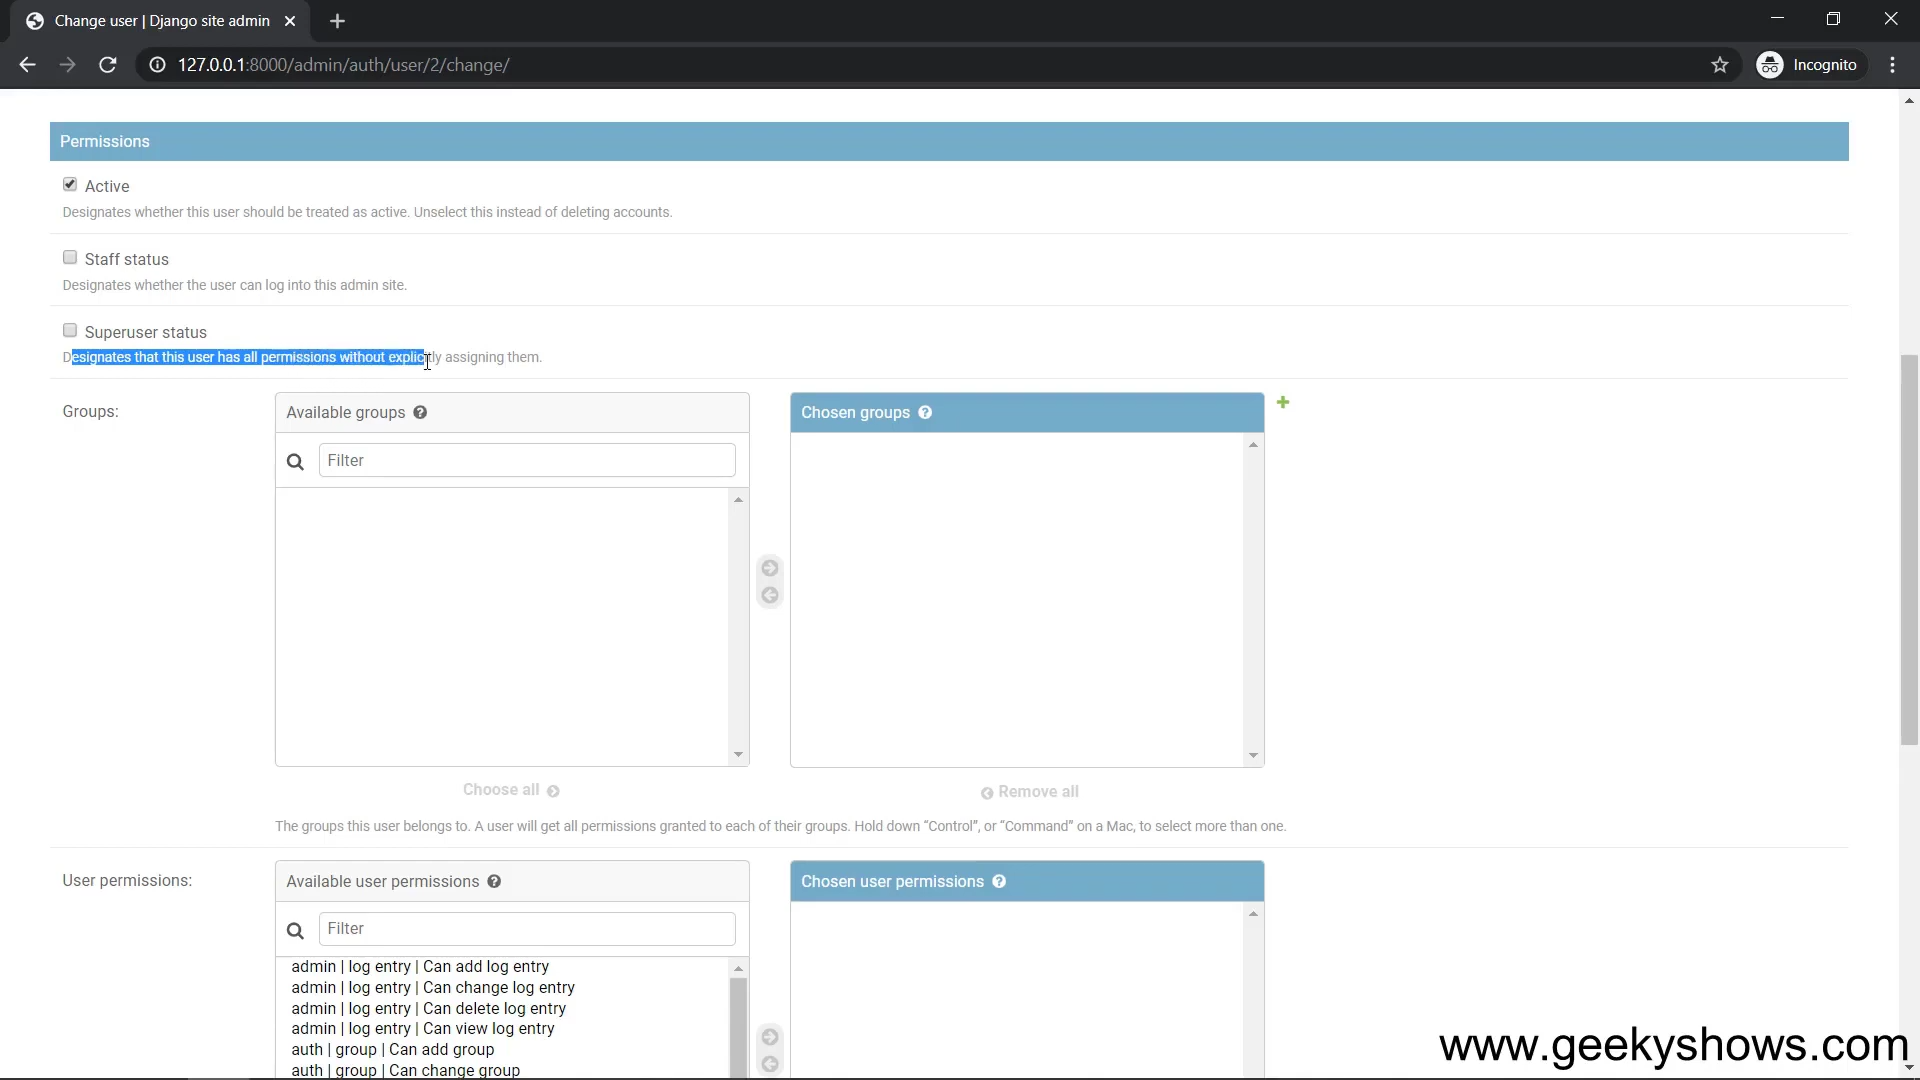 Change user | Django site admin
127.0.0.1:8000/admin/auth/user/2/change/
Incognito
Permissions
Active
Designates whether this user should be treated as active. Unselect this instead of deleting accounts.
Staff status
Designates whether the user can log into this admin site.
Superuser status
Designates that this user has all permissions without explicitly assigning them.
Groups:
Available groups
Chosen groups
Filter
Choose all
Remove all
The groups this user belongs to. A user will get all permissions granted to each of their groups. Hold down “Control”, or “Command” on a Mac, to select more than one.
User permissions:
Available user permissions
Chosen user permissions
Filter
admin | log entry | Can add log entry
admin | log entry | Can change log entry
admin | log entry | Can delete log entry
admin | log entry | Can view log entry
auth | group | Can add group
auth | group | Can change group
www.geekyshows.com